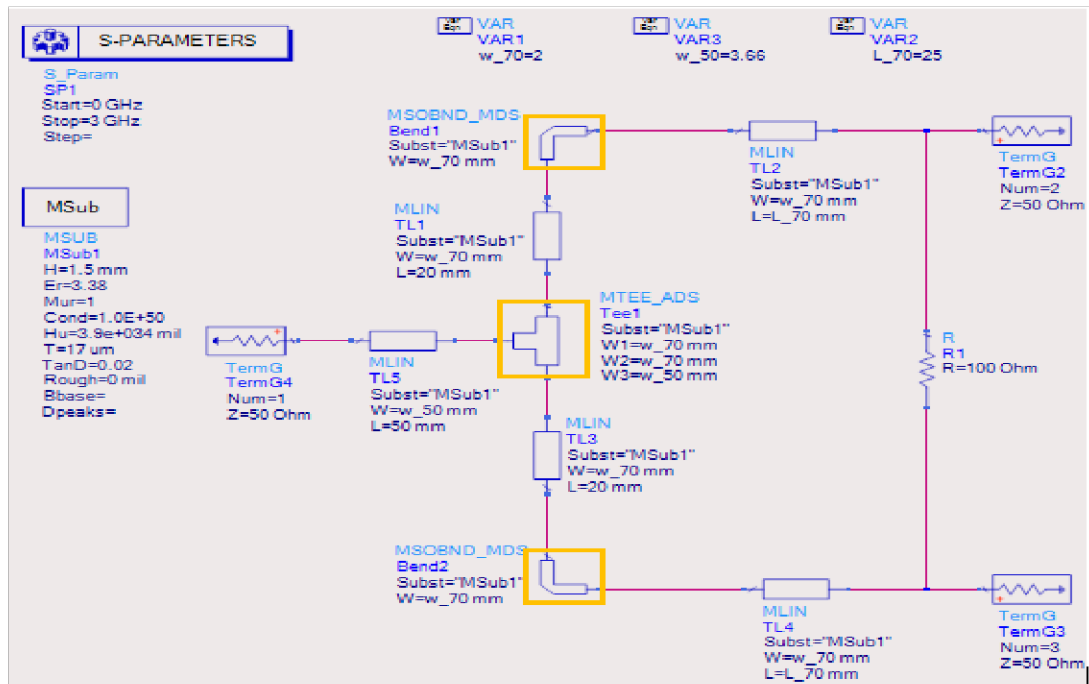 S-PARAMETERS
S_Param
SP1
Start=0 GHz
Stop=3 GHz
Step=
Eqn
VAR
VAR1
w_70=2
Eqn
VAR
VAR3
w_50=3.66
Eqn
VAR
VAR2
L_70=25
MSOBND_MDS
Bend1
Subst="MSub1"
W=w_70 mm
MLIN
TL2
Subst="MSub1"
W=w_70 mm
L=L_70 mm
TermG
TermG2
Num=2
Z=50 Ohm
MSub
MSUB
MSub1
H=1.5 mm
Er=3.38
Mur=1
Cond=1.0E+50
Hu=3.9e+034 mil
T=17 um
TanD=0.02
Rough=0 mil
Bbase=
Dpeaks=
MLIN
TL1
Subst="MSub1"
W=w_70 mm
L=20 mm
MTEE_ADS
Tee1
Subst="MSub1"
W1=w_70 mm
W2=w_70 mm
W3=w_50 mm
TermG
TermG4
Num=1
Z=50 Ohm
MLIN
TL5
Subst="MSub1"
W=w_50 mm
L=50 mm
R
R1
R=100 Ohm
MLIN
TL3
Subst="MSub1"
W=w_70 mm
L=20 mm
MSOBND_MDS
Bend2
Subst="MSub1"
W=w_70 mm
MLIN
TL4
Subst="MSub1"
W=w_70 mm
L=L_70 mm
TermG
TermG3
Num=3
Z=50 Ohm